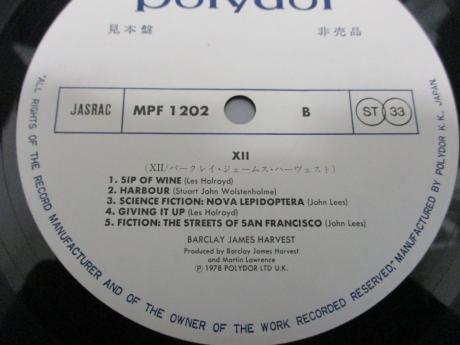 polydor
見本盤 非売品
JASRAC MPF 1202 B ST 33
XII
(XII/バークレイ・ジェームス・ハーヴェスト)
1. SIP OF WINE (Les Holroyd)
2. HARBOUR (Stuart John Wolstenholme)
3. SCIENCE FICTION: NOVA LEPIDOPTERA (John Lees)
4. GIVING IT UP (Les Holroyd)
5. FICTION: THE STREETS OF SAN FRANCISCO (John Lees)
BARCLAY JAMES HARVEST
Produced by Barclay James Harvest
and Martin Lawrence
Ⓟ 1978 POLYDOR LTD U.K.
"ALL RIGHTS OF THE RECORD MANUFACTURER AND OF THE OWNER OF THE WORK RECORDED RESERVED," MANUFACTURED BY POLYDOR K.K., JAPAN.